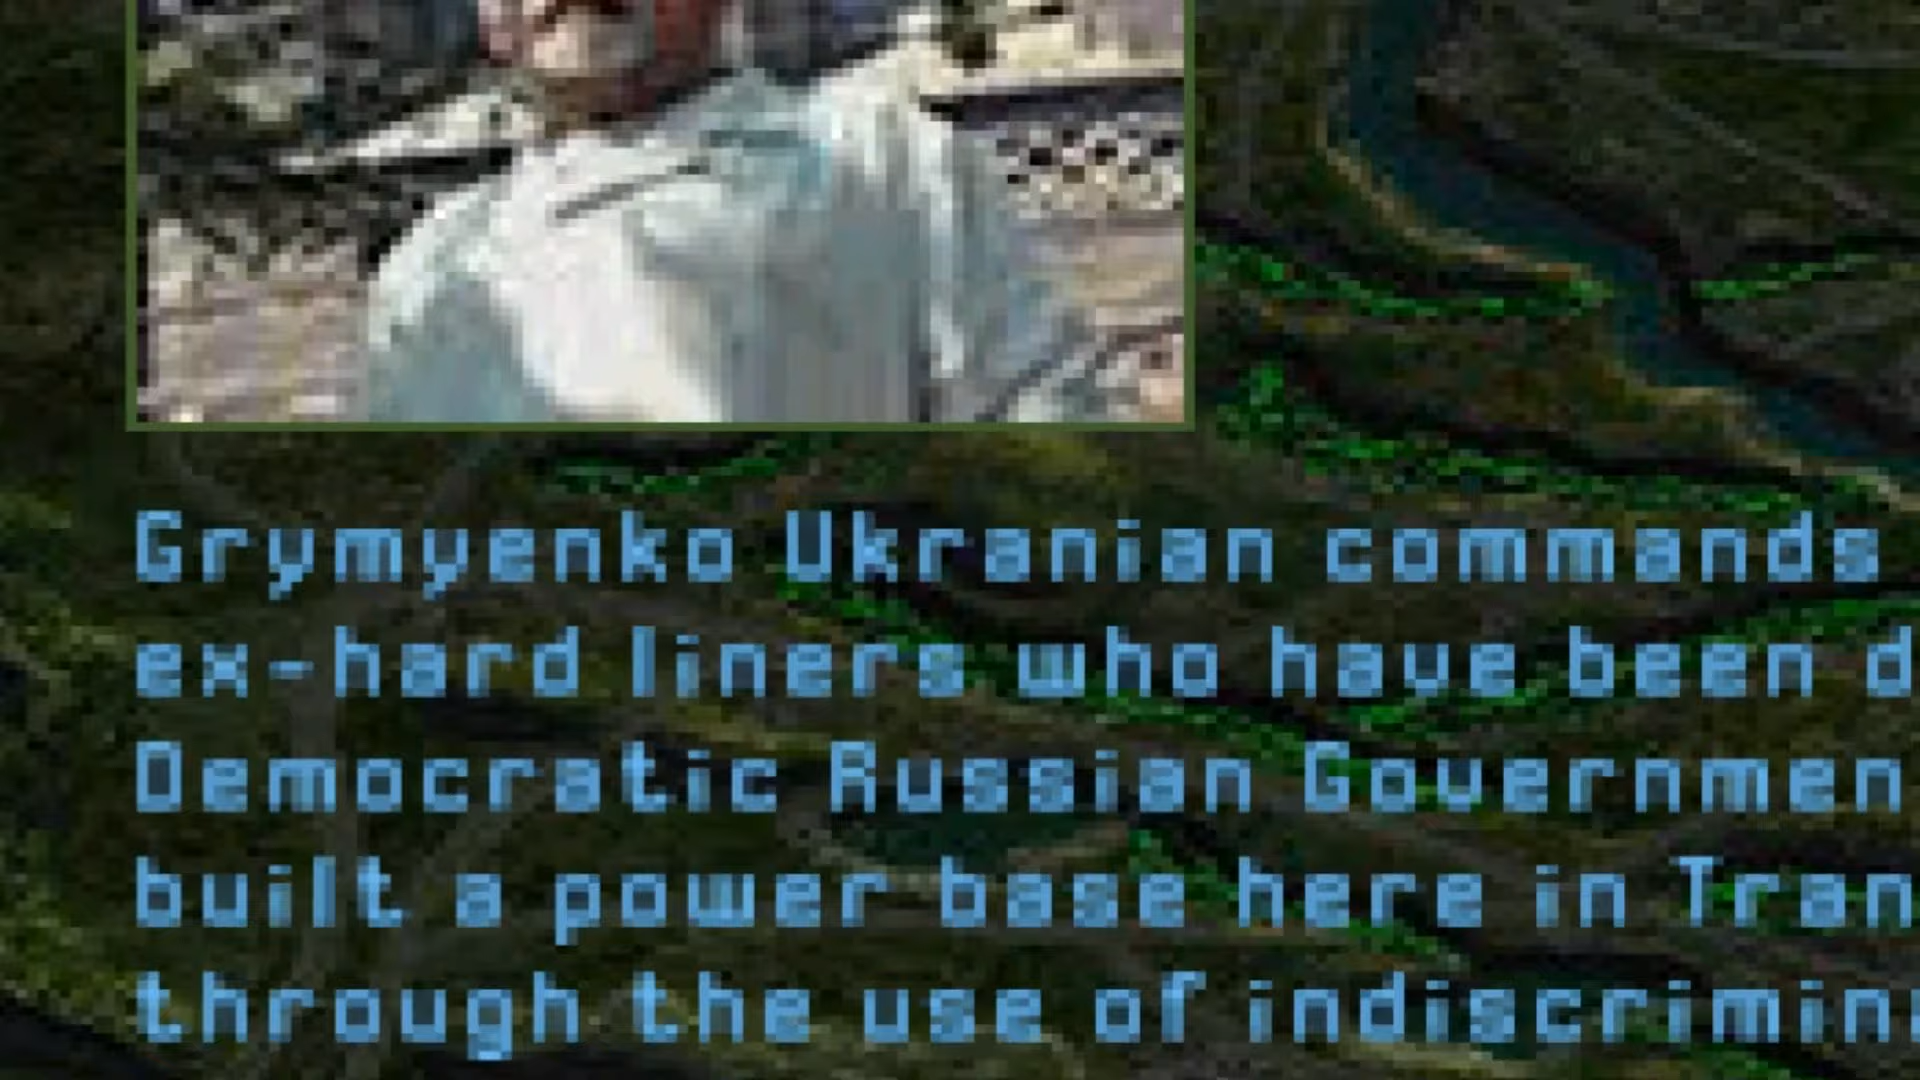 Grymyenko Ukranian commands
ex-hard liners who have been d
Democratic Russian Governmen
built a power base here in Tran
through the use of indiscrimin